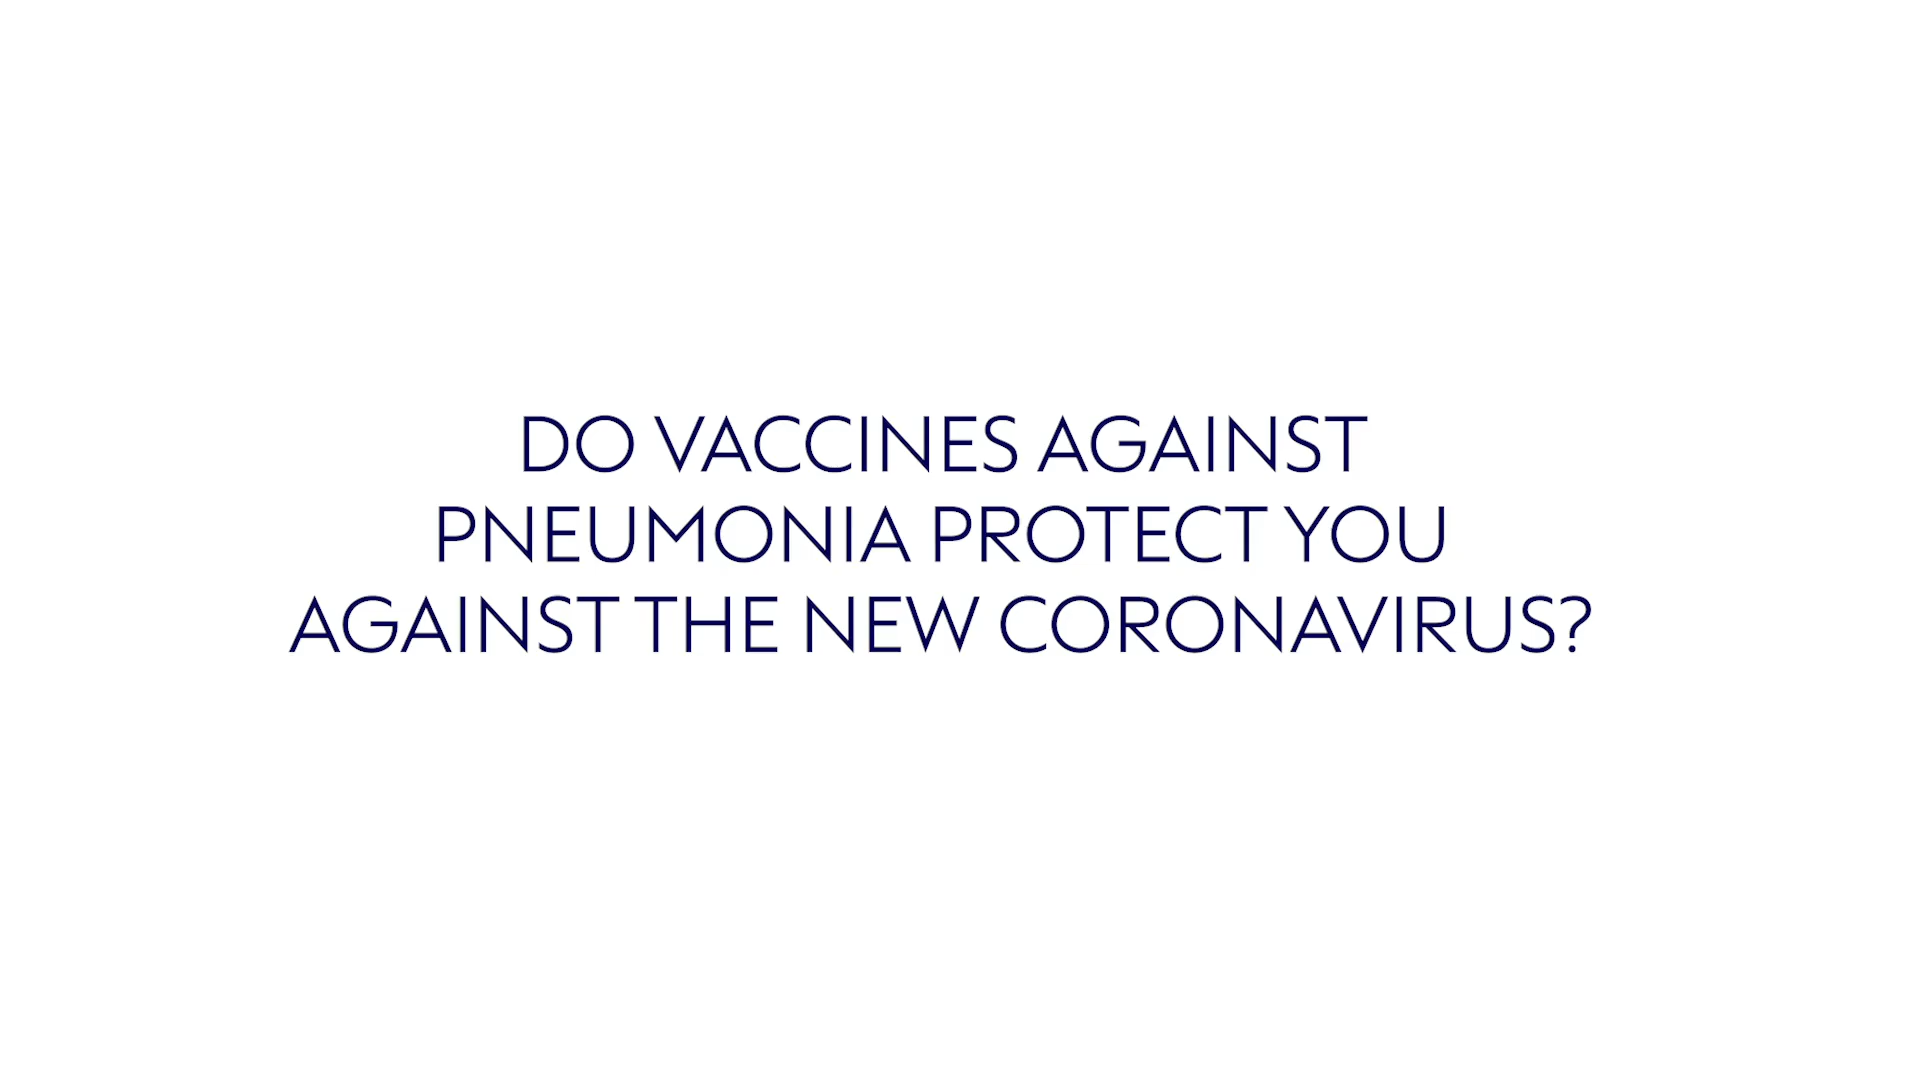 DO VACCINES AGAINST
PNEUMONIA PROTECT YOU
AGAINST THE NEW CORONAVIRUS?